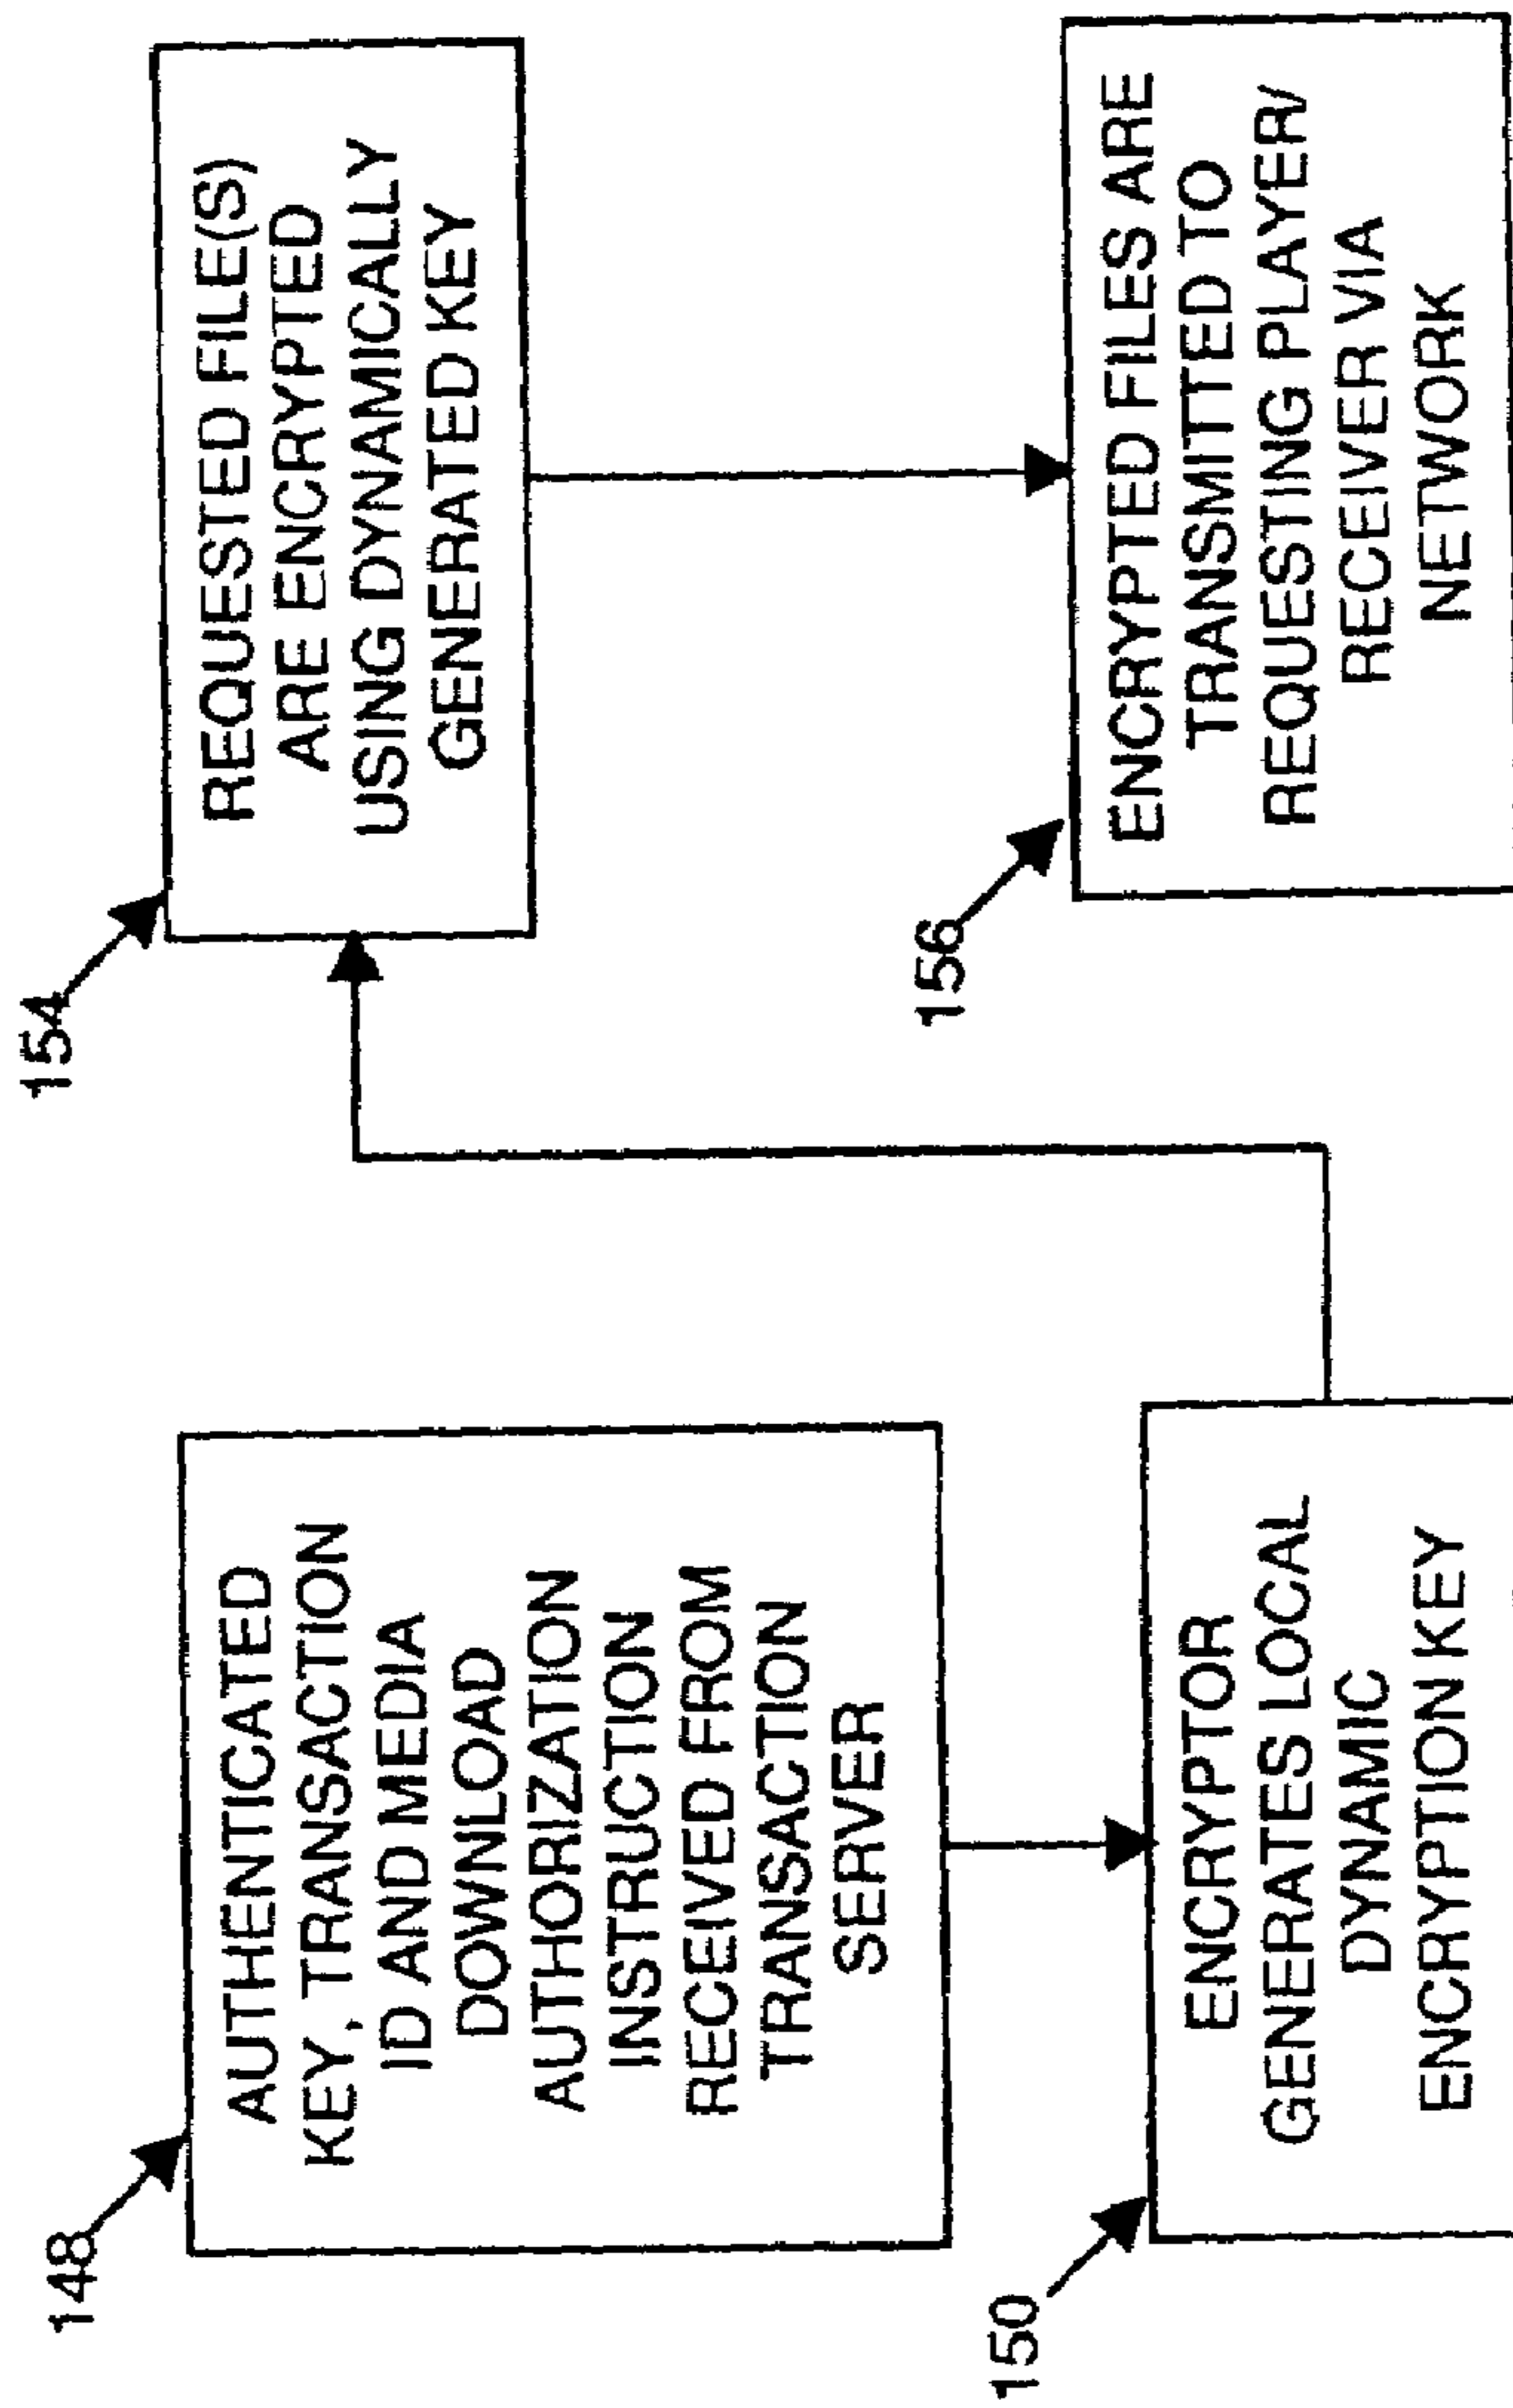 148
AUTHENTICATED
KEY, TRANSACTION
ID AND MEDIA
DOWNLOAD
AUTHORIZATION
INSTRUCTION
RECEIVED FROM
TRANSACTION
SERVER
150
ENCRYPTOR
GENERATES LOCAL
DYNAMIC
ENCRYPTION KEY
154
REQUESTED FILE(S)
ARE ENCRYPTED
USING DYNAMICALLY
GENERATED KEY
156
ENCRYPTED FILES ARE
TRANSMITTED TO
REQUESTING PLAYER/
RECEIVER VIA
NETWORK